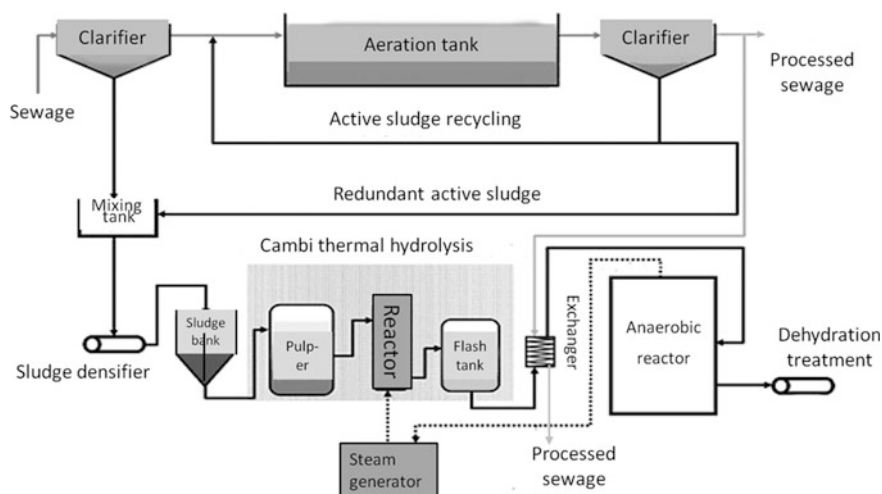 Clarifier
Aeration tank
Clarifier
Sewage
Processed
sewage
Active sludge recycling
Redundant active sludge
Mixing
tank
Cambi thermal hydrolysis
Sludge densifier
Sludge
bank
Pulp-
er
Reactor
Flash
tank
Exchanger
Anaerobic
reactor
Dehydration
treatment
Steam
generator
Processed
sewage